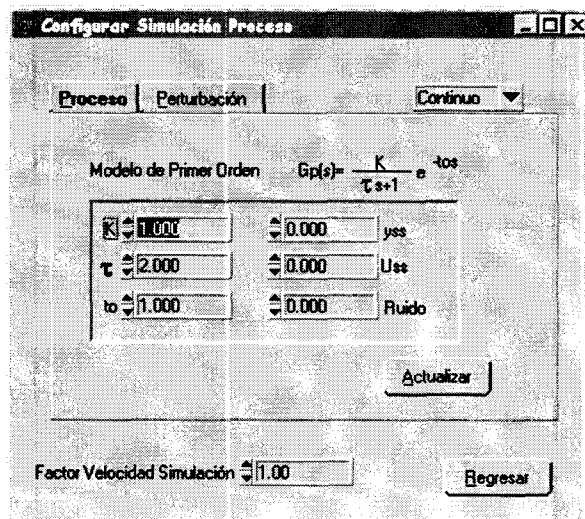 Configurar Simulación Proceso
Proceso Perturbación Continuo
Modelo de Primer Orden Gp(s)= K / τ s+1 e -tos
K 1.000 0.000 yss
τ 2.000 0.000 Uss
to 1.000 0.000 Ruido
Actualizar
Factor Velocidad Simulación 1.00 Regresar